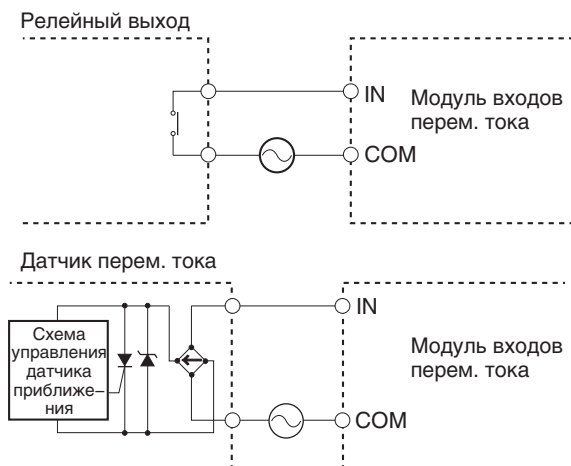 Релейный выход
IN
Модуль входов
перем. тока
COM
Датчик перем. тока
IN
Схема
управления
датчика
приближе–
ния
Модуль входов
перем. тока
COM